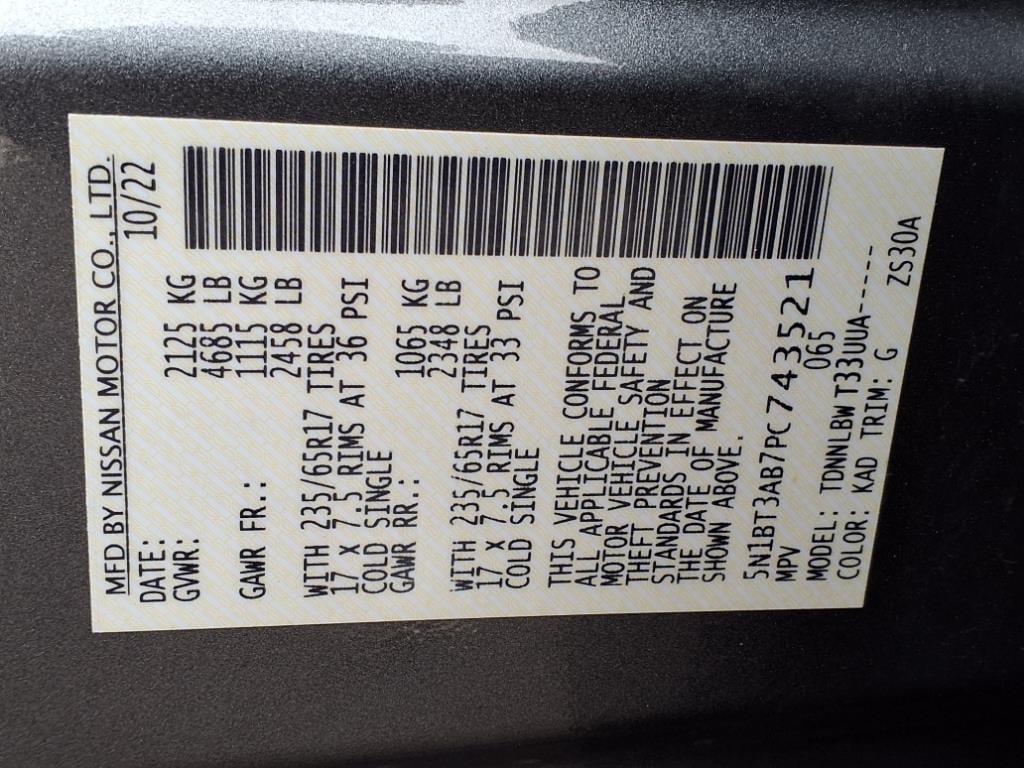 MFD BY NISSAN MOTOR CO., LTD.
DATE: 10/22
GVWR: 2125 KG
4685 LB
GAWR FR.: 1115 KG
2458 LB
WITH 235/65R17 TIRES
17 X 7.5 RIMS AT 36 PSI
COLD SINGLE
GAWR RR.: 1065 KG
2348 LB
WITH 235/65R17 TIRES
17 X 7.5 RIMS AT 33 PSI
COLD SINGLE
THIS VEHICLE CONFORMS TO
ALL APPLICABLE FEDERAL
MOTOR VEHICLE SAFETY AND
THEFT PREVENTION
STANDARDS IN EFFECT ON
THE DATE OF MANUFACTURE
SHOWN ABOVE.
5N1BT3AB7PC743521
MPV 065
MODEL: TDNNLBW T33UUA------
COLOR: KAD TRIM: G ZS30A